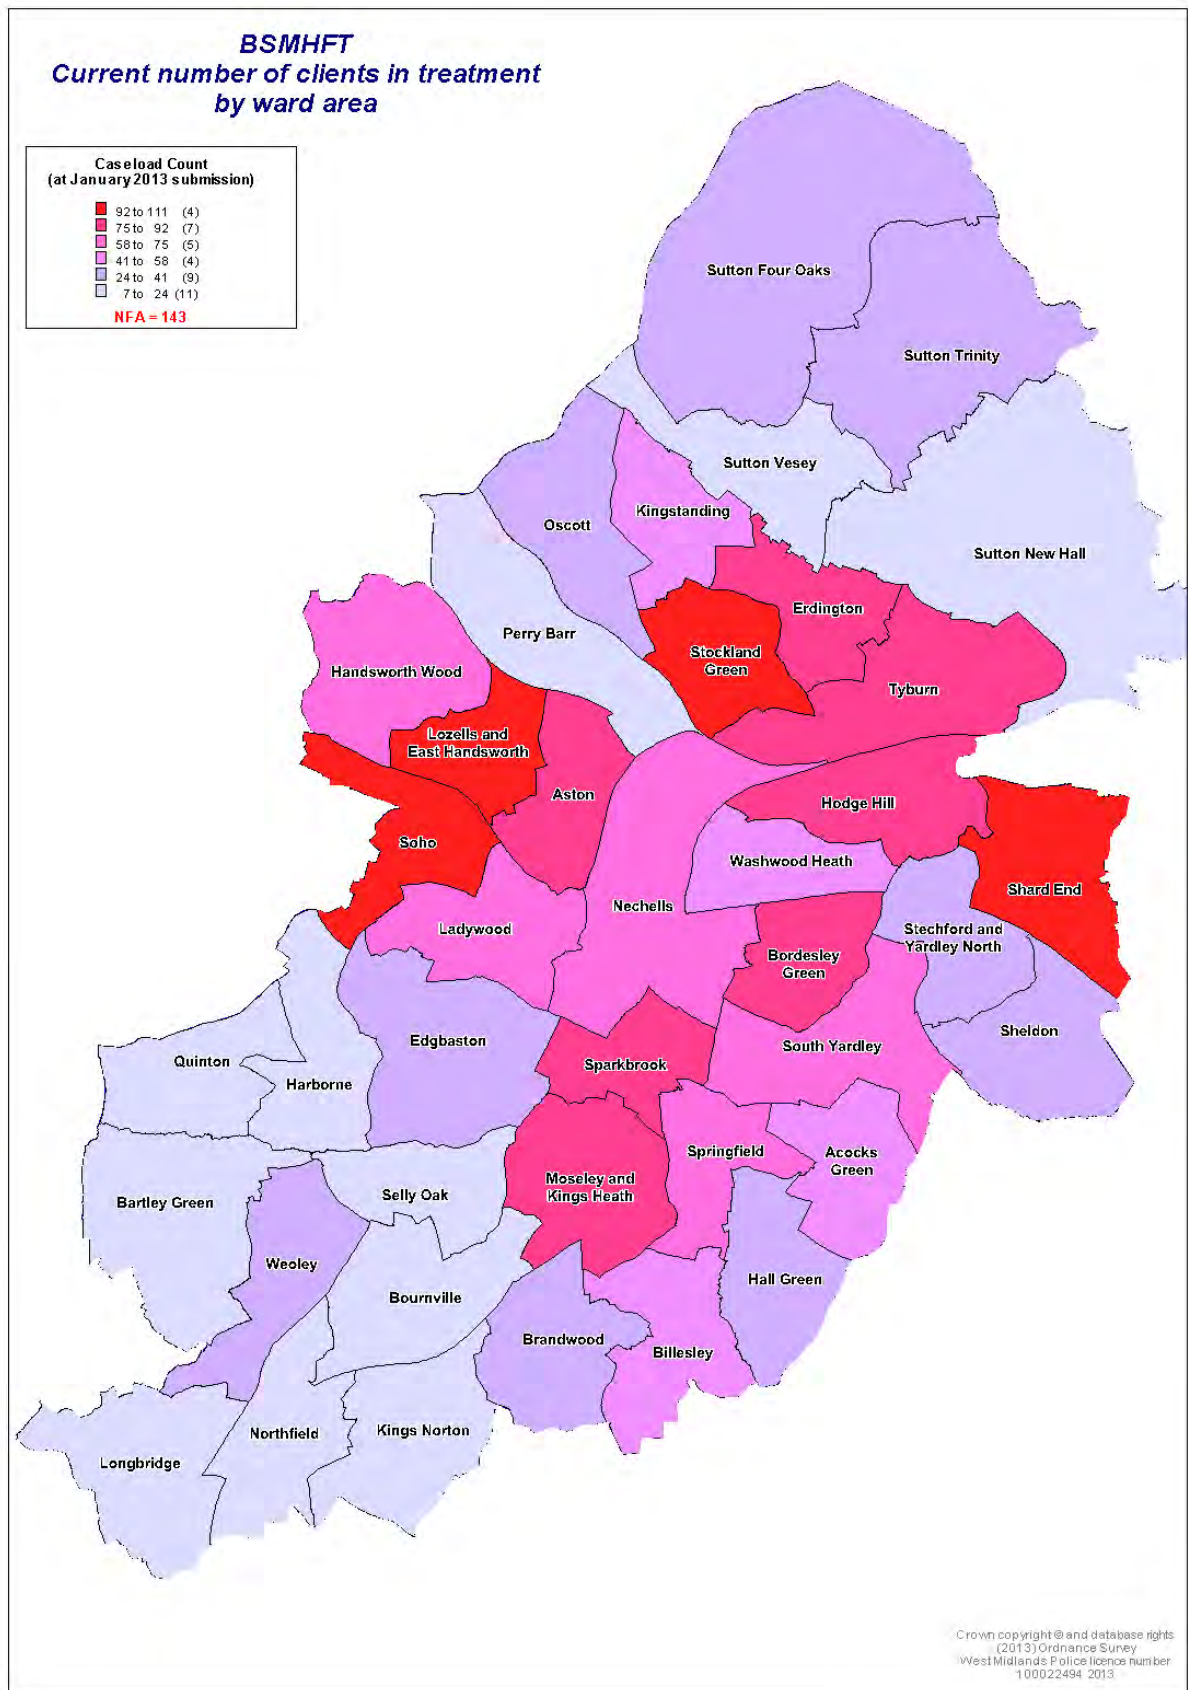 BSMHFT
Current number of clients in treatment
by ward area
Caseload Count
(at January 2013 submission)
92 to 111 (4)
75 to 92 (7)
58 to 75 (5)
41 to 58 (4)
24 to 41 (9)
7 to 24 (11)
NFA = 143
Sutton Four Oaks
Sutton Trinity
Sutton Vesey
Kingstanding
Oscott
Sutton New Hall
Erdington
Perry Barr
Stockland
Green
Handsworth Wood
Tyburn
Lozells and
East Handsworth
Aston
Hodge Hill
Soho
Washwood Heath
Shard End
Nechells
Ladywood
Stechford and
Yardley North
Bordesley
Green
Sheldon
Edgbaston
South Yardley
Quinton
Sparkbrook
Harborne
Springfield
Acocks
Green
Moseley and
Kings Heath
Selly Oak
Bartley Green
Weoley
Hall Green
Bournville
Brandwood
Billesley
Northfield
Kings Norton
Longbridge
Crown copyright © and database rights
(2013) Ordnance Survey
West Midlands Police licence number
100022494 2013